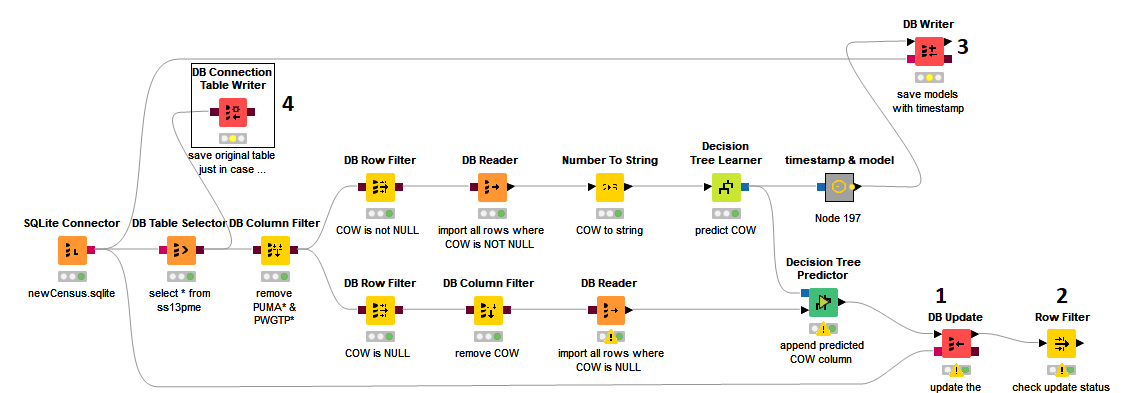 DB Writer
3
save models
with timestamp
DB Connection
Table Writer
4
save original table
just in case ...
DB Row Filter
COW is not NULL
DB Reader
import all rows where
COW is NOT NULL
Number To String
COW to string
Decision
Tree Learner
predict COW
timestamp & model
Node 197
SQLite Connector
newCensus.sqlite
DB Table Selector
select * from
ss13pme
DB Column Filter
remove
PUMA* &
PWGTP*
DB Row Filter
COW is NULL
DB Column Filter
remove COW
DB Reader
import all rows where
COW is NULL
Decision Tree
Predictor
append predicted
COW column
1
DB Update
update the
2
Row Filter
check update status